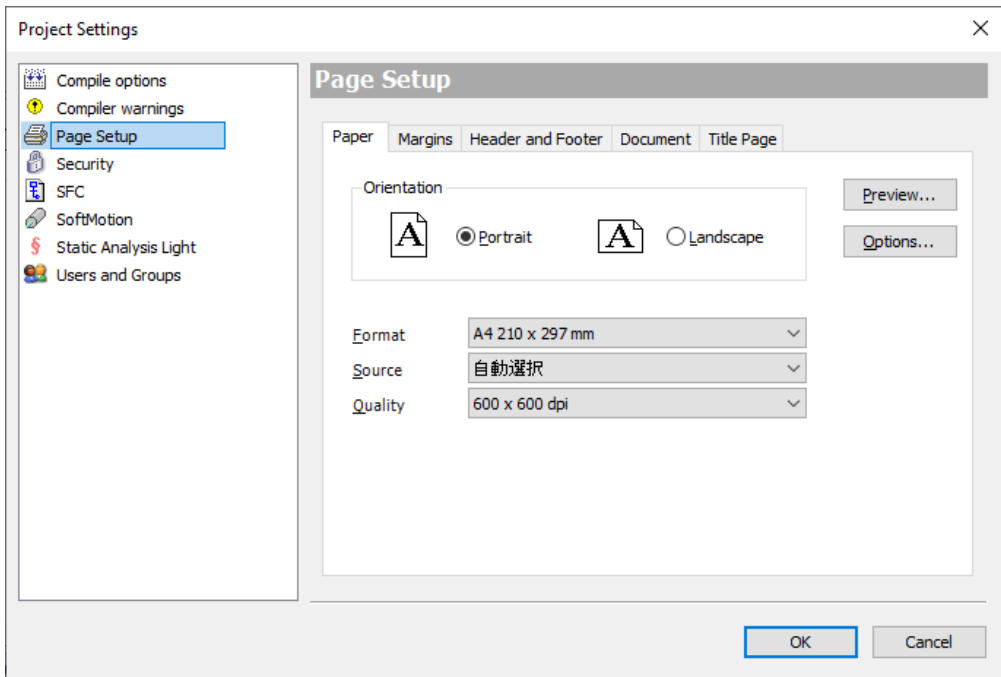 Project Settings
Compile options
Compiler warnings
Page Setup
Security
SFC
SoftMotion
Static Analysis Light
Users and Groups
Page Setup
Paper Margins Header and Footer Document Title Page
Orientation
A Portrait A Landscape
Preview...
Options...
Format A4 210 x 297 mm
Source 自動選択
Quality 600 x 600 dpi
OK Cancel